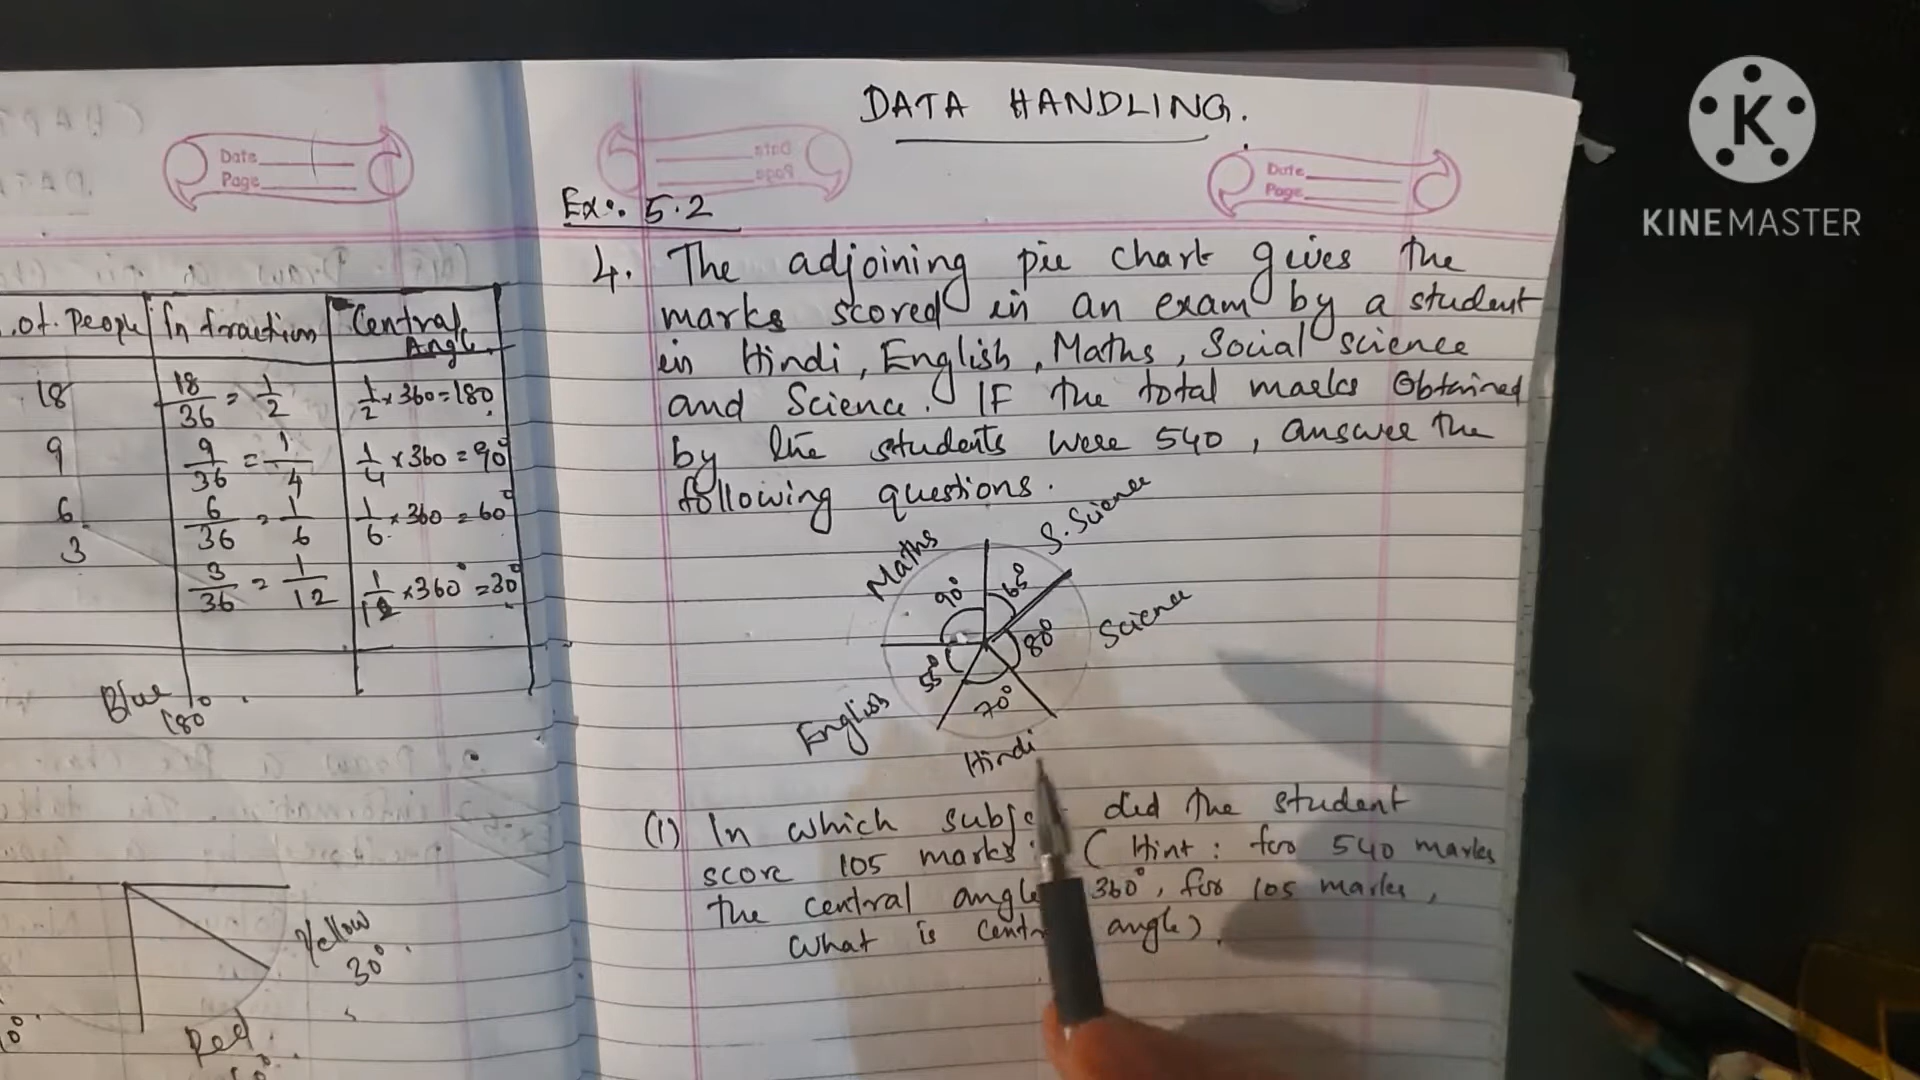 DATA HANDLING.
Date
Page
Date
Page
Date
Page
KINEMASTER
Ex:. 5.2
4. The adjoining pie chart gives the
marks scored in an exam by a student
in Hindi, English, Maths, Social science
and Science. IF the total marks Obtained
by the students were 540, answer the
following questions.
Maths
S. Science
90°
65°
Science
80°
55°
70°
English
Hindi
(1) In which did the student
score 105 marks (Hint: for 540 marks
the central angle 360°, for 105 marks,
What is angle).
of. People In fraction Central Angle
18 18/36 = 1/2 1/2 × 360 = 180
9 9/36 = 1/4 1/4 × 360 = 90°
6 6/36 = 1/6 1/6 × 360 = 60°
3 3/36 = 1/12 1/12 × 360° = 30°
Blue
180°
Yellow
30°
Red